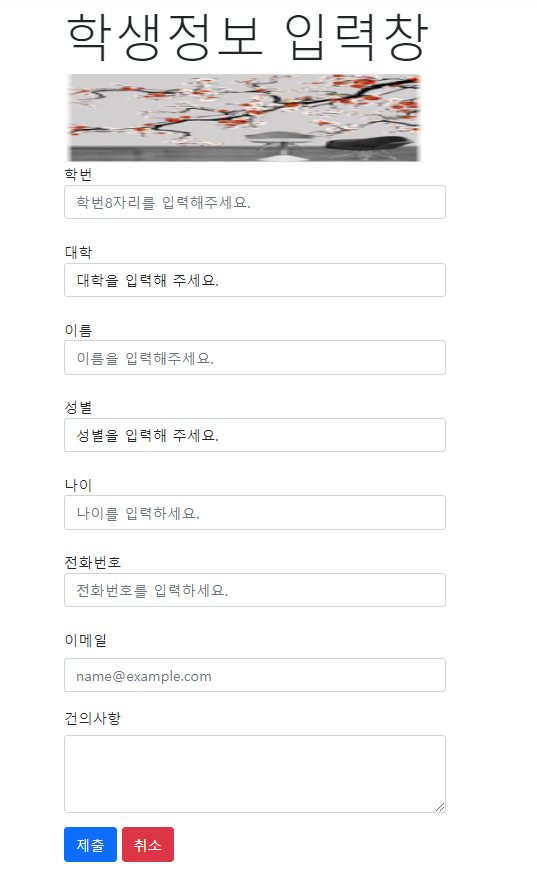 학생정보 입력창
학번
학번8자리를 입력해주세요.
대학
대학을 입력해 주세요.
이름
이름을 입력해주세요.
성별
성별을 입력해 주세요.
나이
나이를 입력하세요.
전화번호
전화번호를 입력하세요.
이메일
name@example.com
건의사항
제출 취소